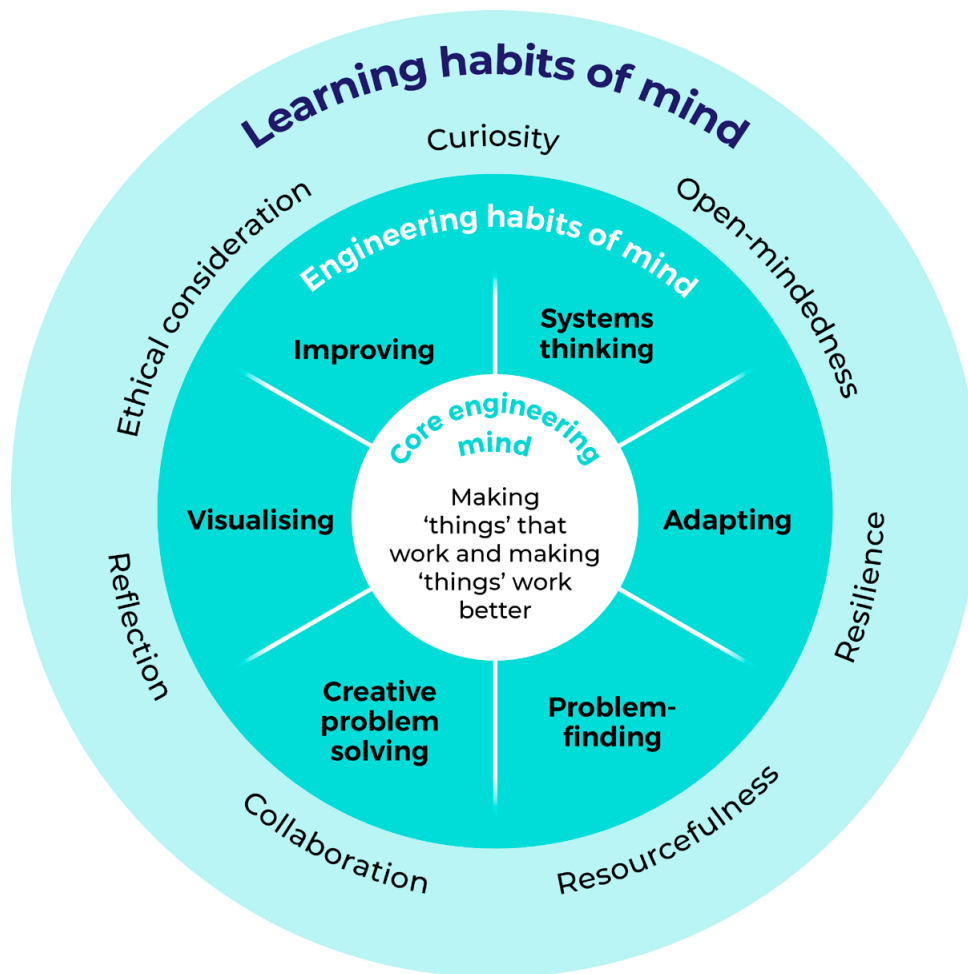 Learning habits of mind
Curiosity
Open-mindedness
Resilience
Resourcefulness
Collaboration
Reflection
Ethical consideration
Engineering habits of mind
Systems
thinking
Adapting
Problem-
finding
Creative
problem
solving
Visualising
Improving
Core engineering
mind
Making
‘things’ that
work and making
‘things’ work
better